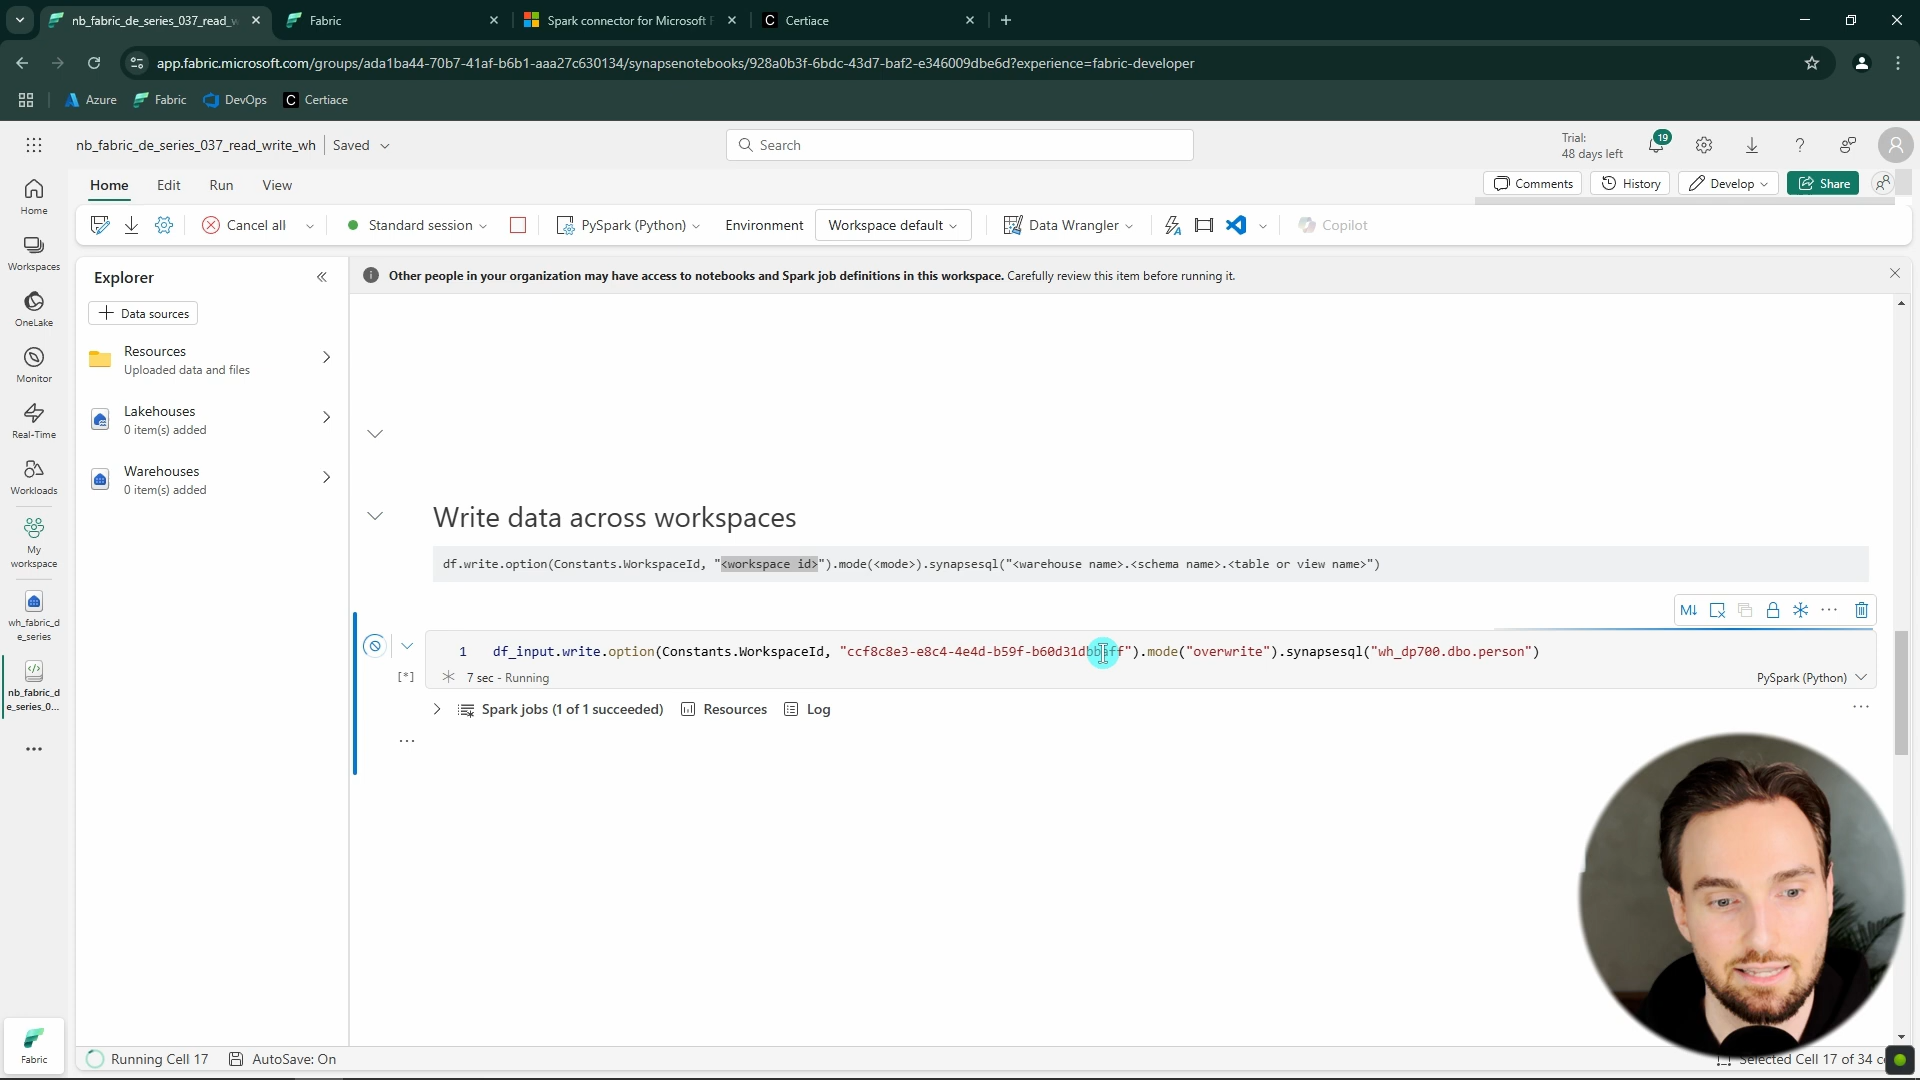 nb_fabric_de_series_037_read_w
Fabric
Spark connector for Microsoft F
Certiace
app.fabric.microsoft.com/groups/ada1ba44-70b7-41af-b6b1-aaa27c630134/synapsenotebooks/928a0b3f-6bdc-43d7-baf2-e346009dbe6d?experience=fabric-developer
Azure
Fabric
DevOps
Certiace
nb_fabric_de_series_037_read_write_wh
Saved
Search
Trial:
48 days left
19
Home
Edit
Run
View
Comments
History
Develop
Share
Cancel all
Standard session
PySpark (Python)
Environment
Workspace default
Data Wrangler
Copilot
Home
Workspaces
OneLake
Monitor
Real-Time
Workloads
My
workspace
wh_fabric_d
e_series
nb_fabric_d
e_series_0...
Fabric
Explorer
Data sources
Resources
Uploaded data and files
Lakehouses
0 item(s) added
Warehouses
0 item(s) added
Other people in your organization may have access to notebooks and Spark job definitions in this workspace. Carefully review this item before running it.
Write data across workspaces
df.write.option(Constants.WorkspaceId, "<workspace id>").mode(<mode>).synapsesql("<warehouse name>.<schema name>.<table or view name>")
M↓
1 df_input.write.option(Constants.WorkspaceId, .mode("overwrite").synapsesql("wh_dp700.dbo.person")
[*]
7 sec - Running
PySpark (Python)
Spark jobs (1 of 1 succeeded)
Resources
Log
Running Cell 17
AutoSave: On
Selected Cell 17 of 34 c